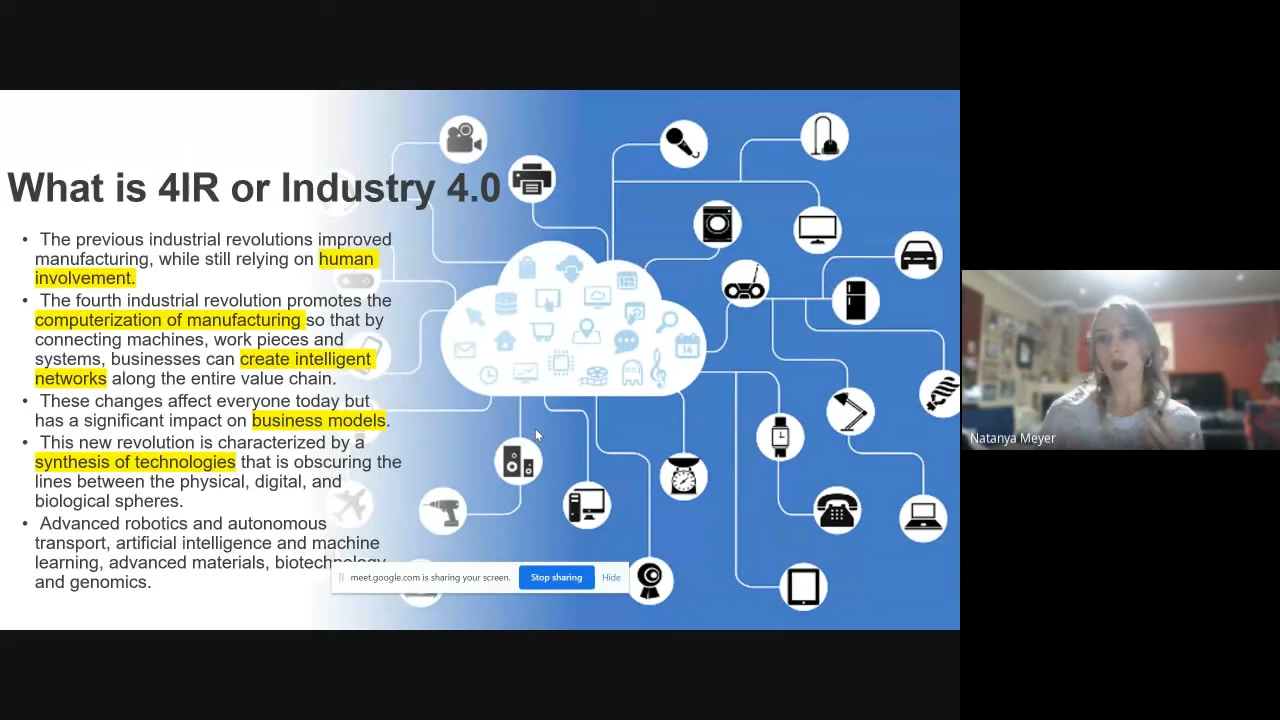 What is 4IR or Industry 4.0
• The previous industrial revolutions improved
manufacturing, while still relying on human
involvement.
• The fourth industrial revolution promotes the
computerization of manufacturing so that by
connecting machines, work pieces and
systems, businesses can create intelligent
networks along the entire value chain.
• These changes affect everyone today but
has a significant impact on business models.
• This new revolution is characterized by a
synthesis of technologies that is obscuring the
lines between the physical, digital, and
biological spheres.
• Advanced robotics and autonomous
transport, artificial intelligence and machine
learning, advanced materials, biotechnology
and genomics.
meet.google.com is sharing your screen. Stop sharing Hide
14
Natanya Meyer